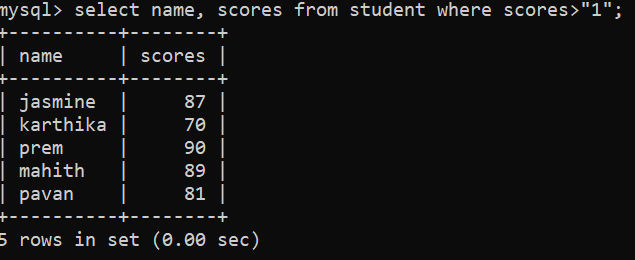 mysql> select name, scores from student where scores>"1";
+----------+--------+
| name     | scores |
+----------+--------+
| jasmine  |     87 |
| karthika |     70 |
| prem     |     90 |
| mahith   |     89 |
| pavan    |     81 |
+----------+--------+
5 rows in set (0.00 sec)